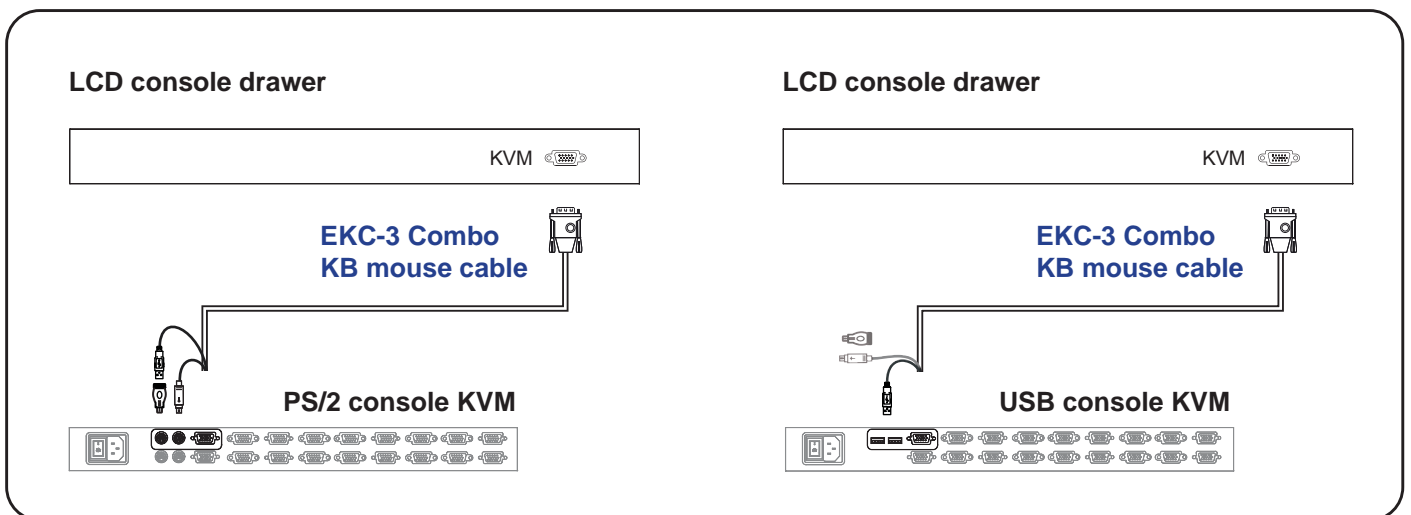 LCD console drawer
KVM
EKC-3 Combo
KB mouse cable
PS/2 console KVM
LCD console drawer
KVM
EKC-3 Combo
KB mouse cable
USB console KVM